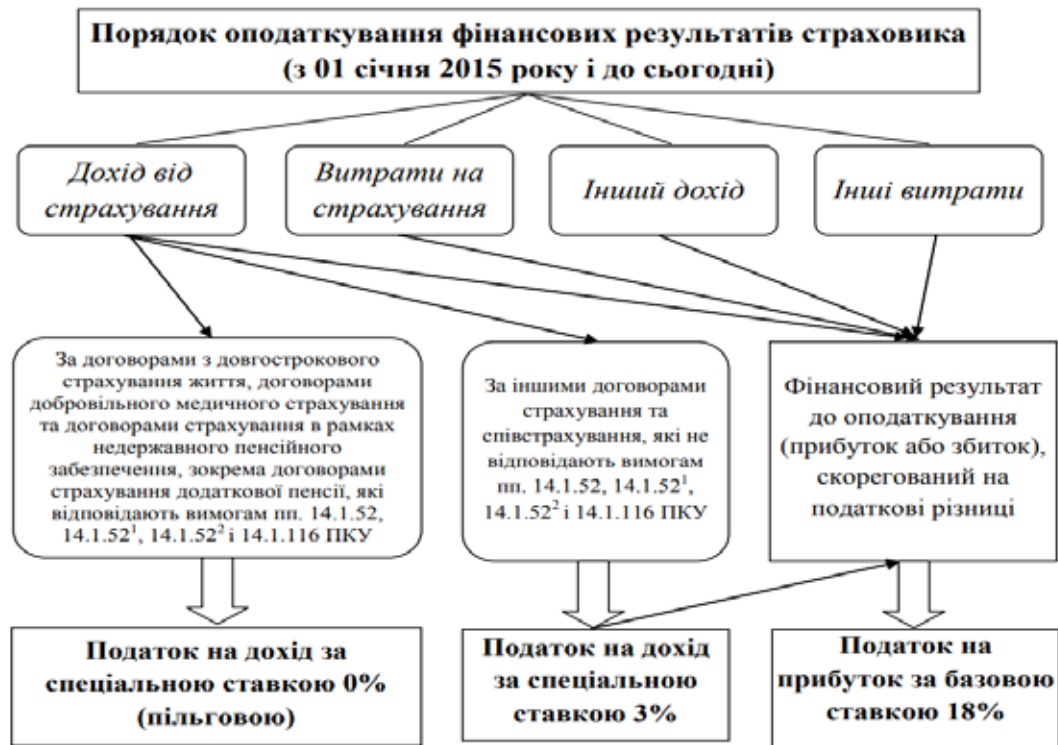 Порядок оподаткування фінансових результатів страховика
(з 01 січня 2015 року і до сьогодні)
Дохід від
страхування
Витрати на
страхування
Інший дохід
Інші витрати
За договорами з довгострокового
страхування життя, договорами
добровільного медичного страхування
та договорами страхування в рамках
недержавного пенсійного
забезпечення, зокрема договорами
страхування додаткової пенсії, які
відповідають вимогам пп. 14.1.52,
14.1.52¹, 14.1.52² і 14.1.116 ПКУ
За іншими договорами
страхування та
співстрахування, які не
відповідають вимогам
пп. 14.1.52, 14.1.52¹,
14.1.52² і 14.1.116 ПКУ
Фінансовий результат
до оподаткування
(прибуток або збиток),
скорегований на
податкові різниці
Податок на дохід за
спеціальною ставкою 0%
(пільговою)
Податок на дохід
за спеціальною
ставкою 3%
Податок на
прибуток за базовою
ставкою 18%